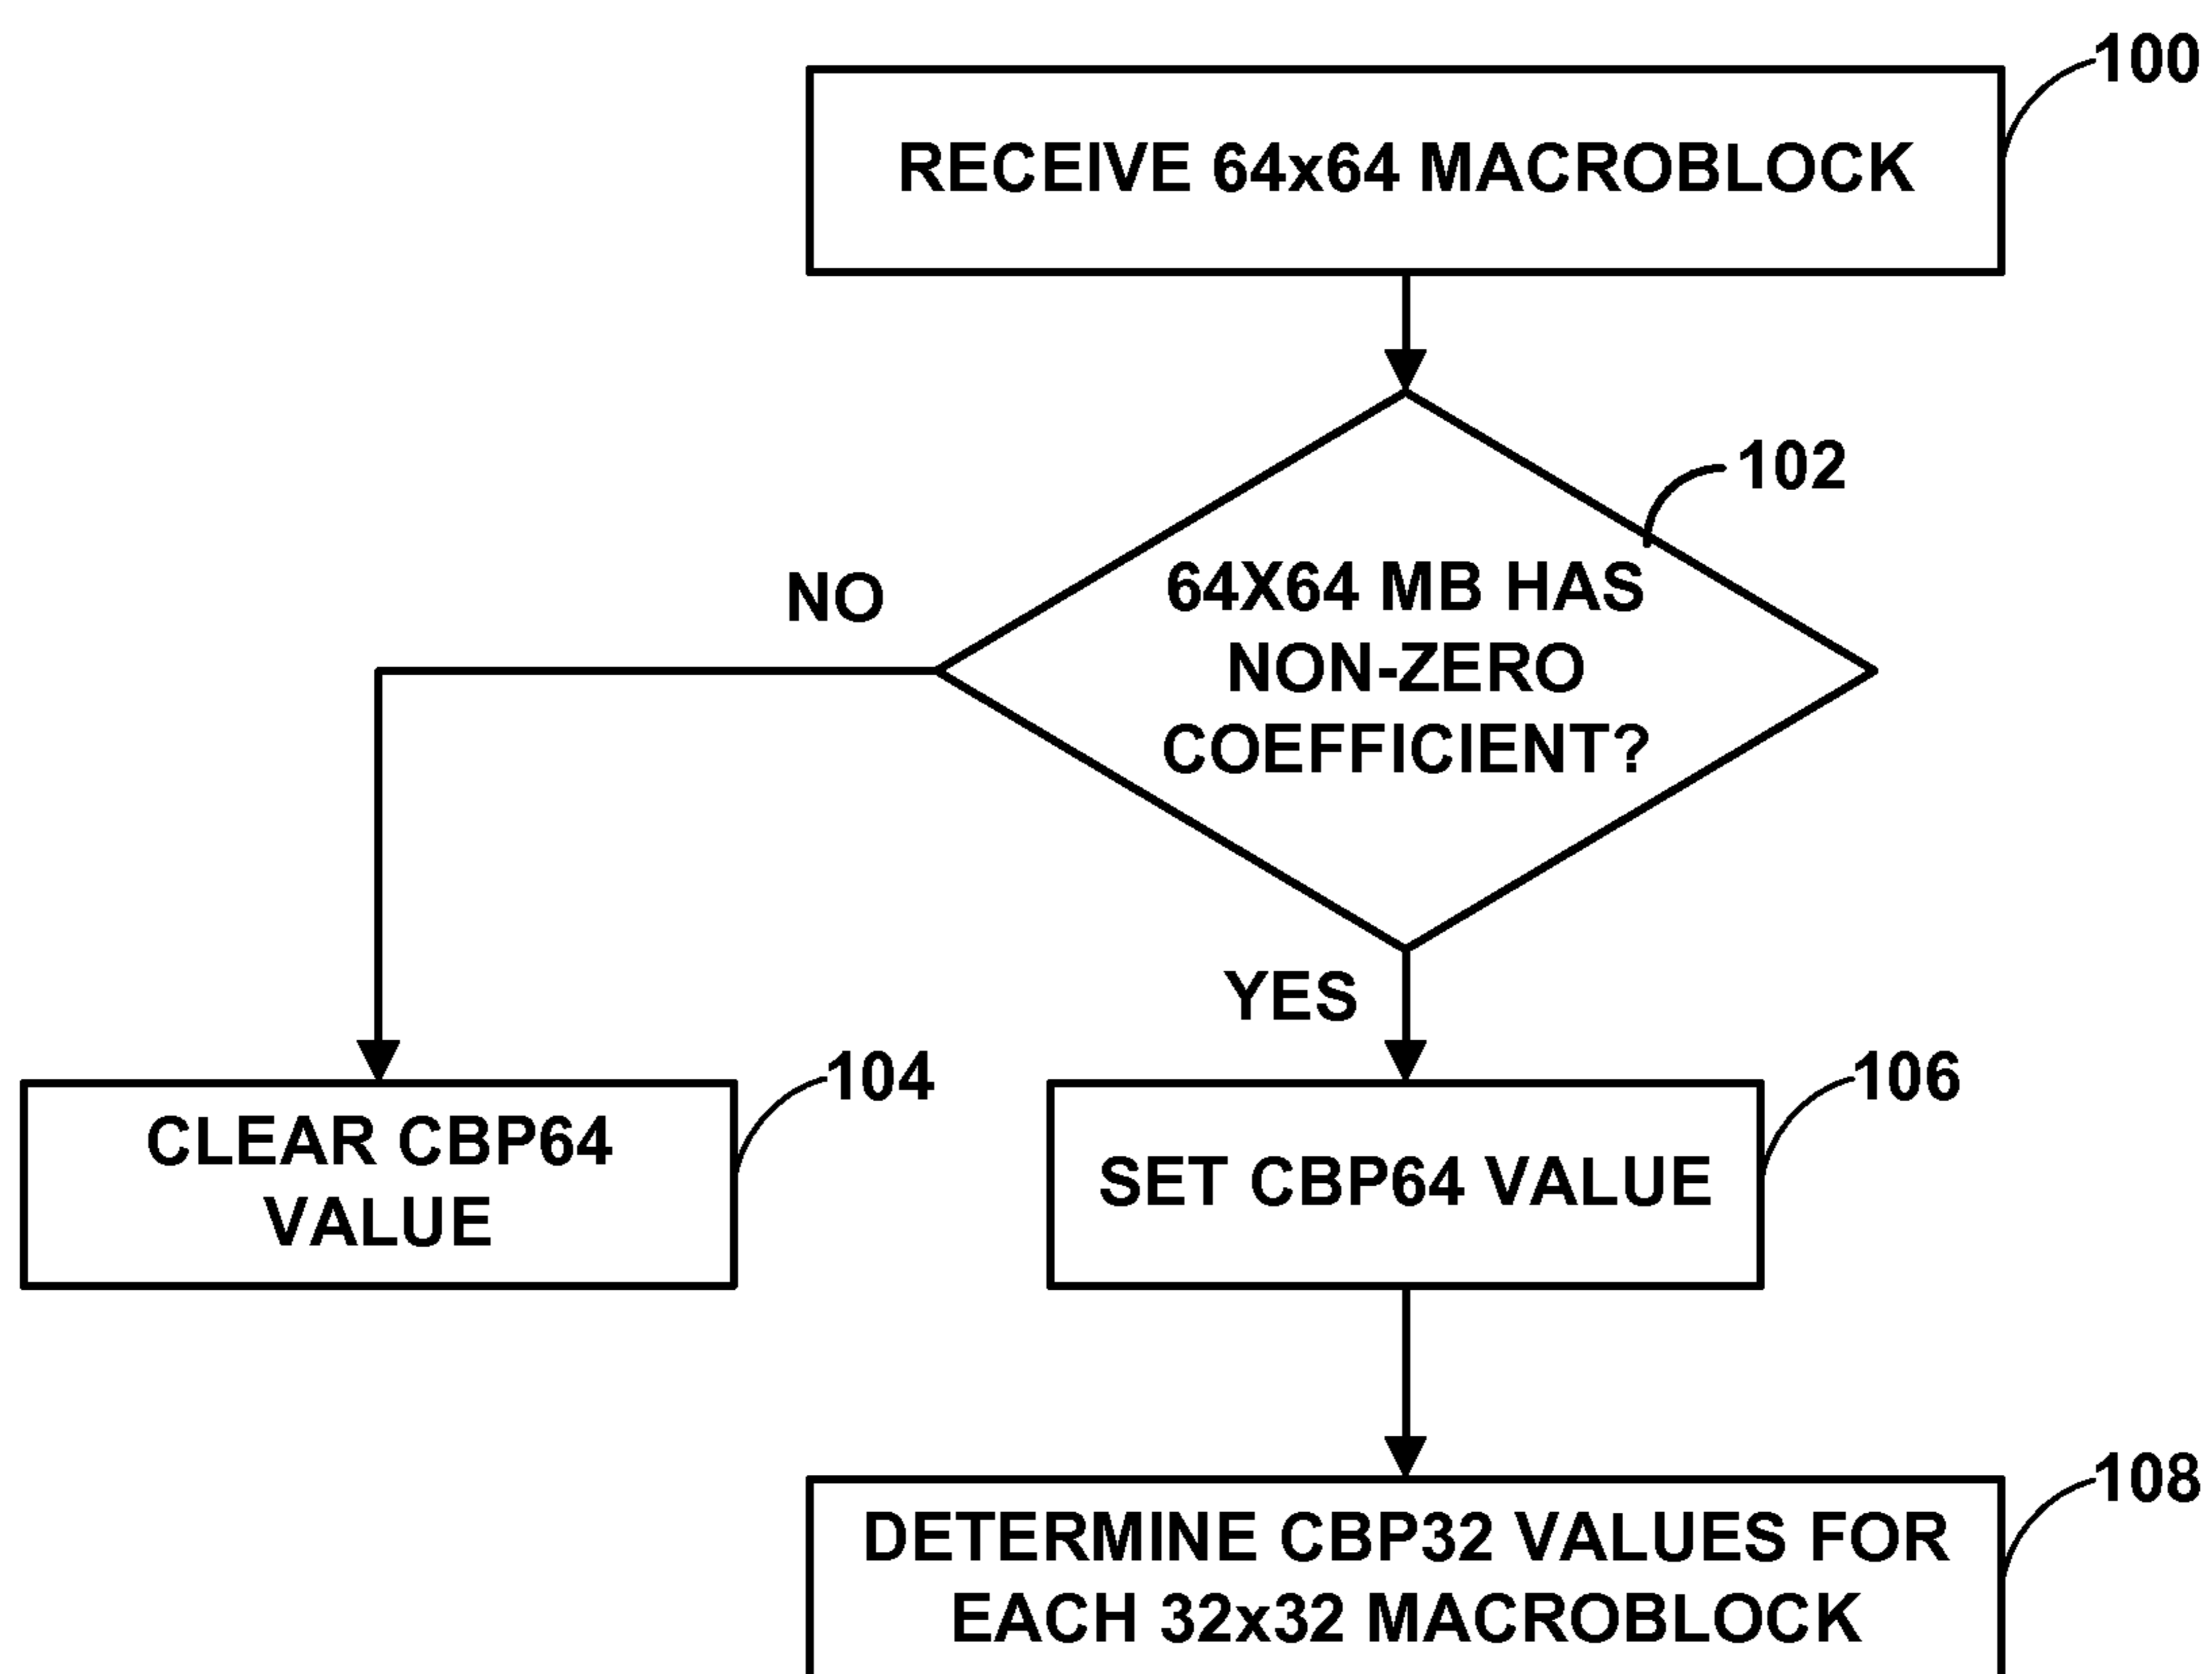 100
RECEIVE 64x64 MACROBLOCK
102
64X64 MB HAS
NON-ZERO
COEFFICIENT?
NO
YES
104
CLEAR CBP64
VALUE
106
SET CBP64 VALUE
108
DETERMINE CBP32 VALUES FOR
EACH 32x32 MACROBLOCK